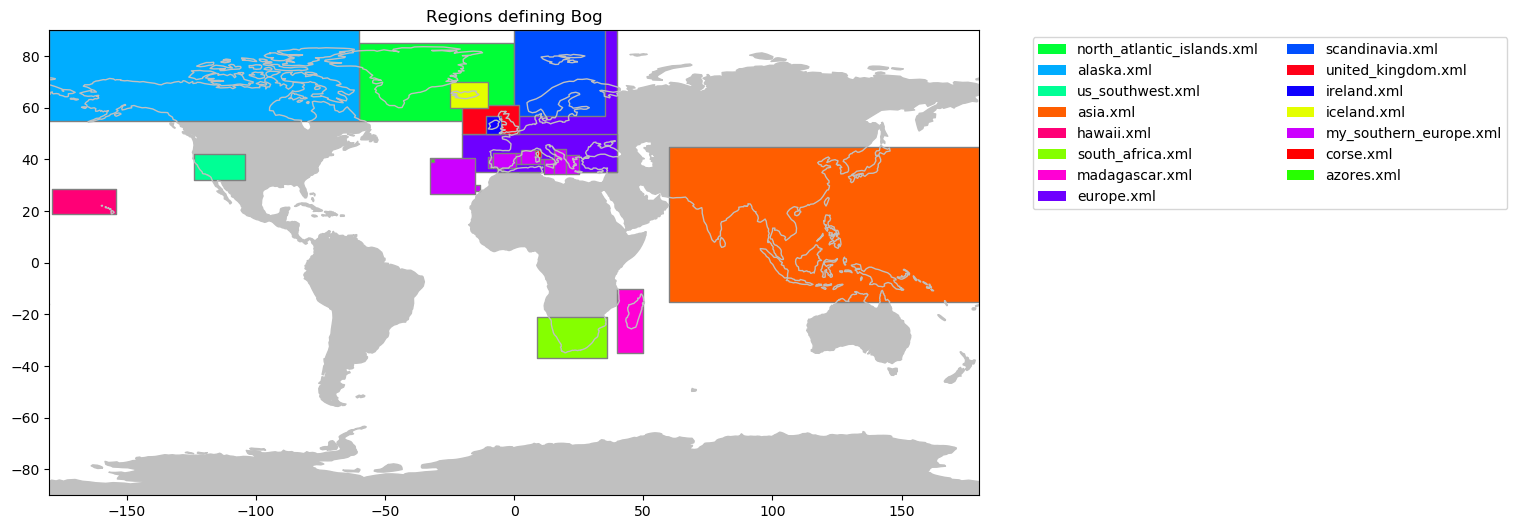 Regions defining Bog
80
60
40
20
0
−20
−40
−60
−80
−150
−100
−50
0
50
100
150
north_atlantic_islands.xml
alaska.xml
us_southwest.xml
asia.xml
hawaii.xml
south_africa.xml
madagascar.xml
europe.xml
scandinavia.xml
united_kingdom.xml
ireland.xml
iceland.xml
my_southern_europe.xml
corse.xml
azores.xml